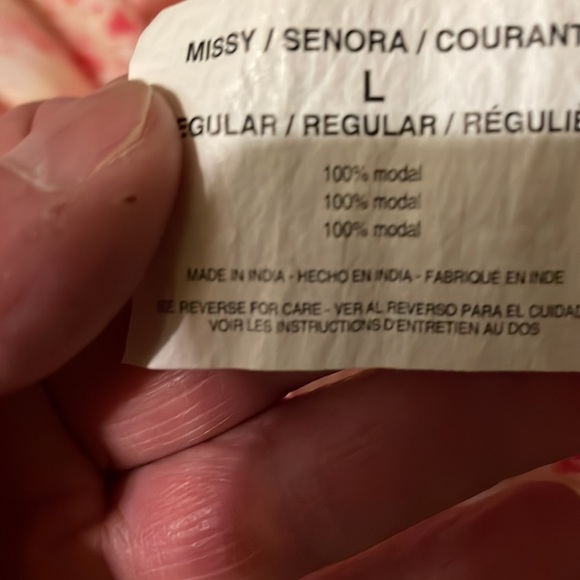 MISSY / SENORA / COURANT
L
EGULAR / REGULAR / RÉGULIE
100% modal
100% modal
100% modal
MADE IN INDIA - HECHO EN INDIA - FABRIQUÉ EN INDE
EE REVERSE FOR CARE - VER AL REVERSO PARA EL CUIDAD
VOIR LES INSTRUCTIONS D'ENTRETIEN AU DOS